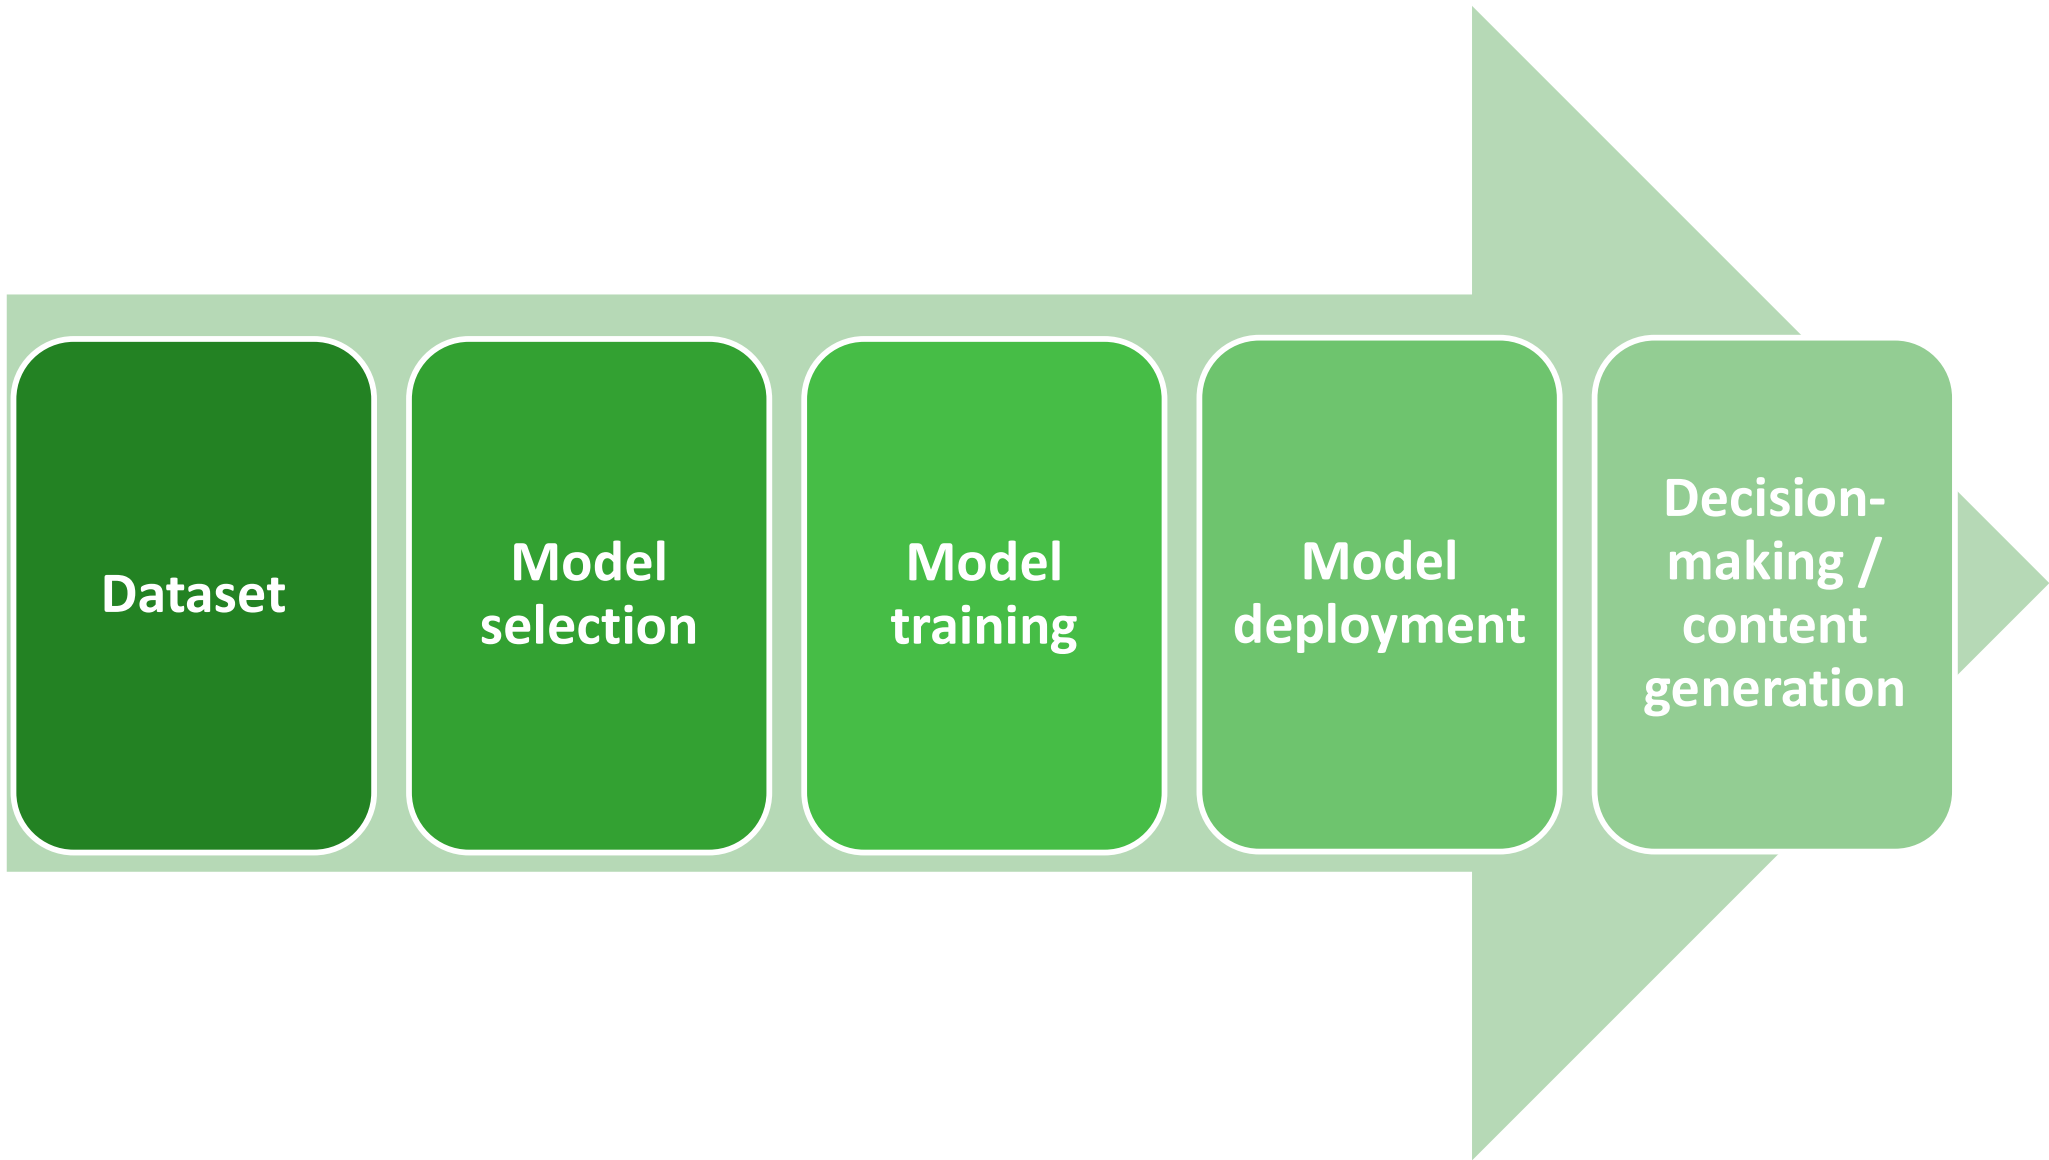 Dataset
Model
selection
Model
training
Model
deployment
Decision-
making /
content
generation